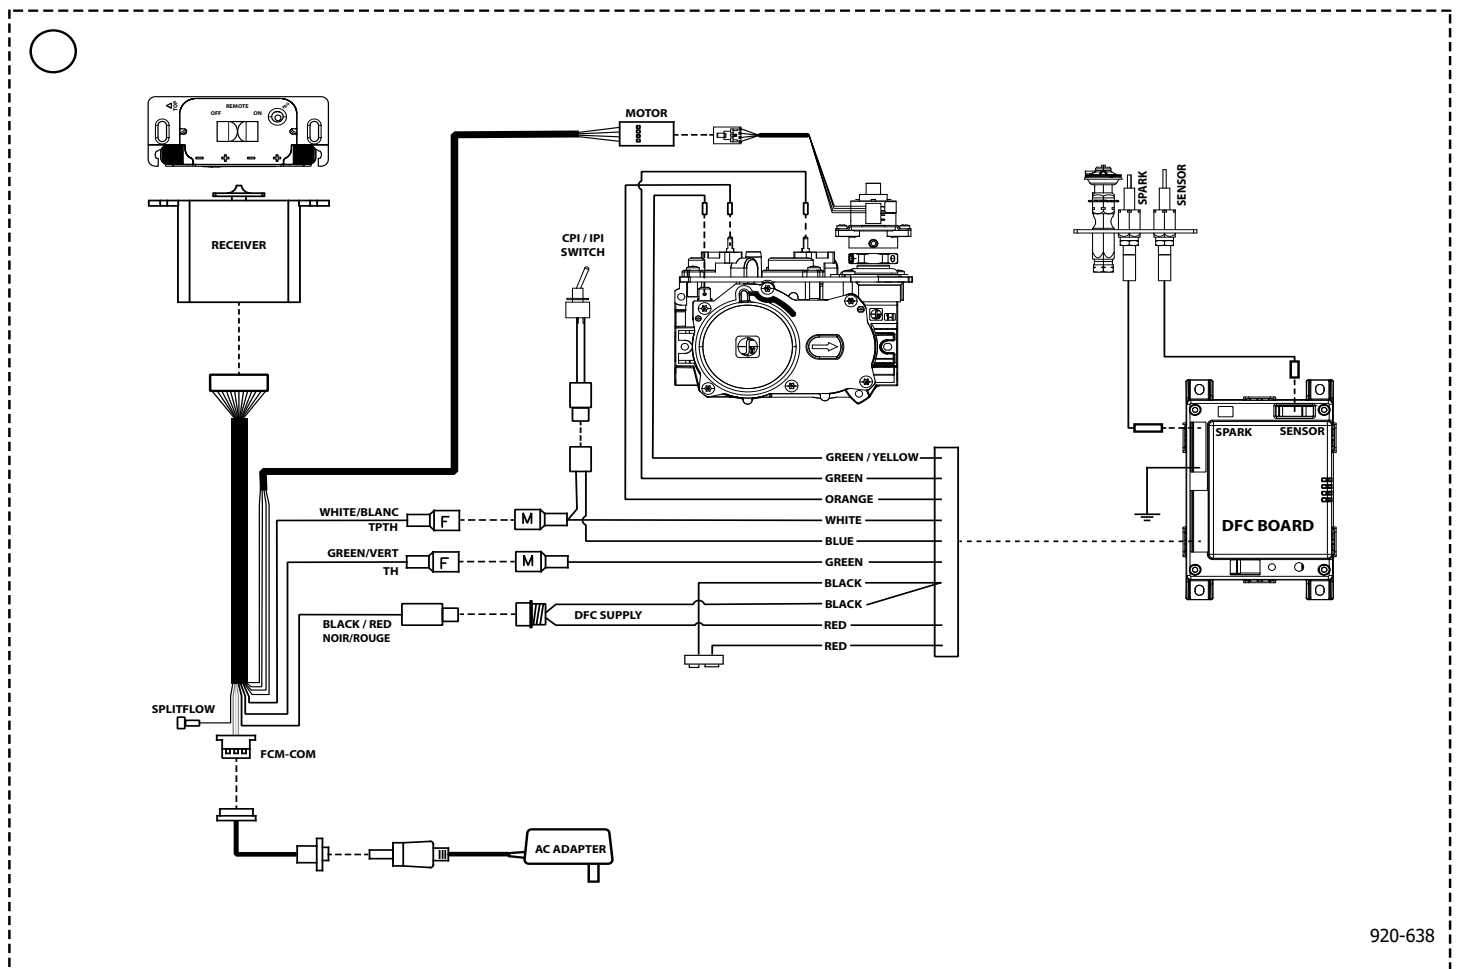 TOP
REMOTE
OFF
ON
PRG
- + - +
RECEIVER
MOTOR
CPI / IPI
SWITCH
SPARK
SENSOR
SPARK
SENSOR
DFC BOARD
GREEN / YELLOW
GREEN
ORANGE
WHITE
BLUE
GREEN
BLACK
BLACK
RED
RED
WHITE/BLANC
TPTH
F
M
GREEN/VERT
TH
F
M
BLACK / RED
NOIR/ROUGE
DFC SUPPLY
SPLITFLOW
FCM-COM
AC ADAPTER
920-638